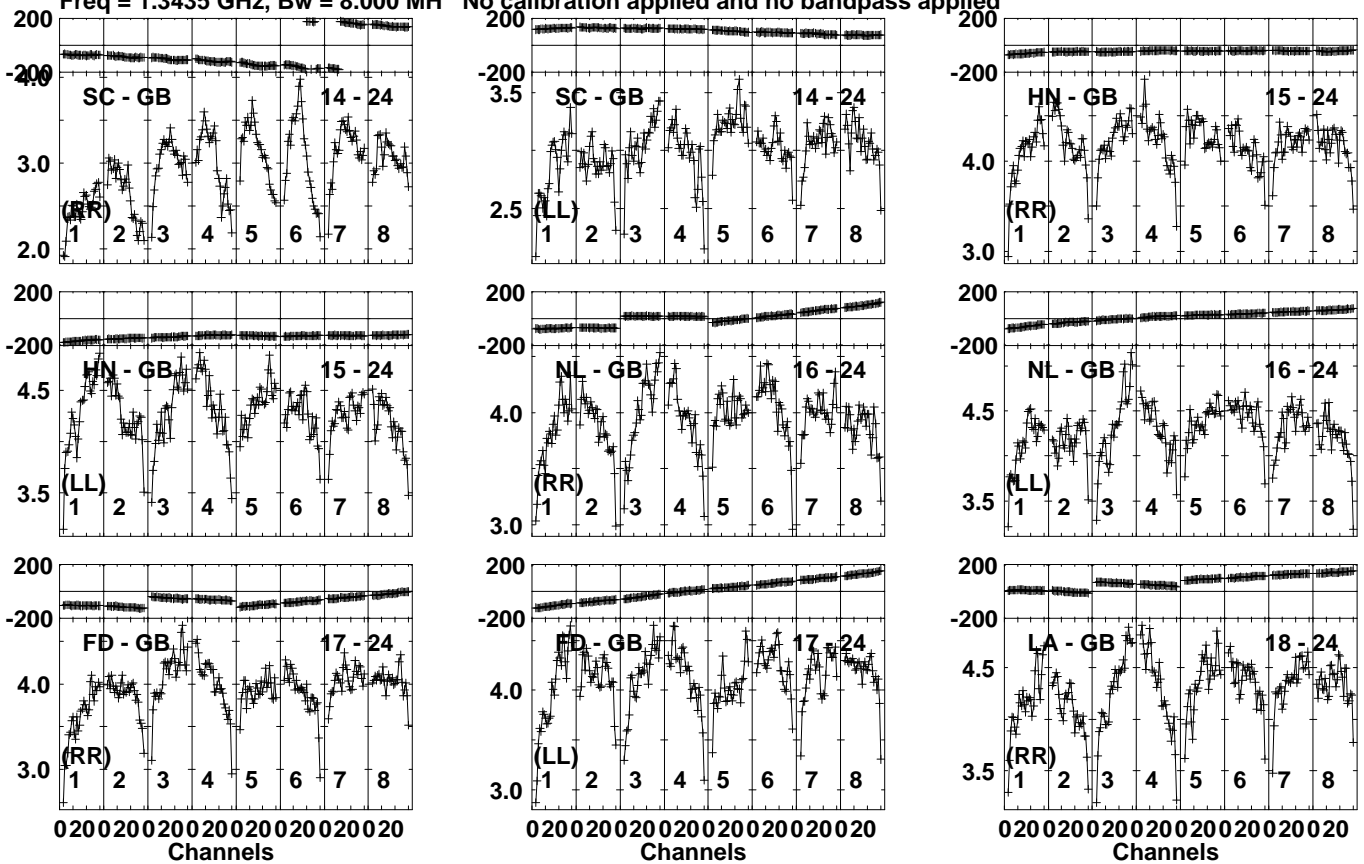 Freq = 1.3435 GHz, Bw = 8.000 MH No calibration applied and no bandpass applied
200 200 200
-200 -200 -200
4.0 SC - GB 14 - 24 3.5 SC - GB 14 - 24 HN - GB 15 - 24
3.0 4.0
(RR) 2.5 (LL) (RR)
1 2 3 4 5 6 7 8 1 2 3 4 5 6 7 8 1 2 3 4 5 6 7 8
2.0 3.0
200 200 200
-200 -200 -200
HN - GB 15 - 24 NL - GB 16 - 24 NL - GB 16 - 24
4.5 4.0 4.5
(LL) (RR) (LL)
3.5 1 2 3 4 5 6 7 8 1 2 3 4 5 6 7 8 3.5 1 2 3 4 5 6 7 8
3.0
200 200 200
-200 -200 -200
FD - GB 17 - 24 FD - GB 17 - 24 LA - GB 18 - 24
4.0 4.0 4.5
(RR) (LL) (RR)
3.0 1 2 3 4 5 6 7 8 3.0 1 2 3 4 5 6 7 8 3.5 1 2 3 4 5 6 7 8
020020020020020020020020 020020020020020020020020 020020020020020020020020
Channels Channels Channels